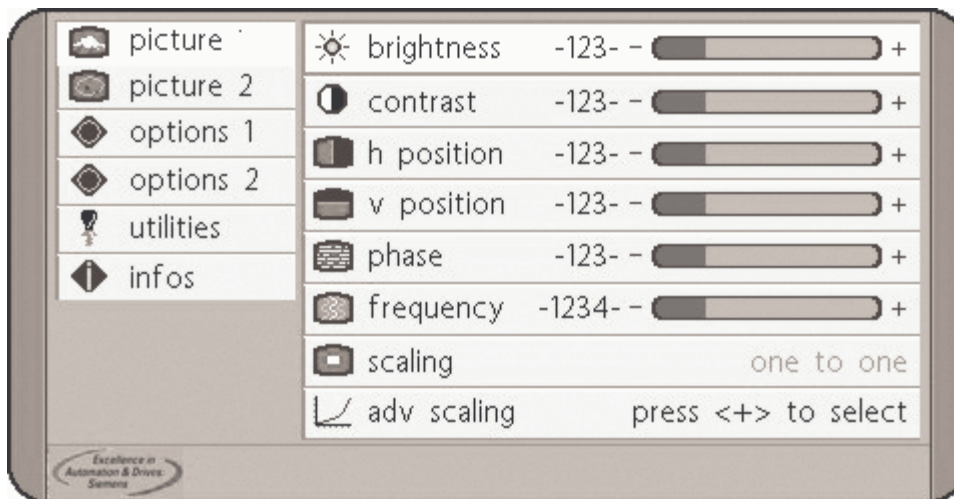 picture
picture 2
options 1
options 2
utilities
infos
brightness -123- - +
contrast -123- - +
h position -123- - +
v position -123- - +
phase -123- - +
frequency -1234- - +
scaling one to one
adv scaling press <+> to select
Excellence in
Automation & Drives:
Siemens